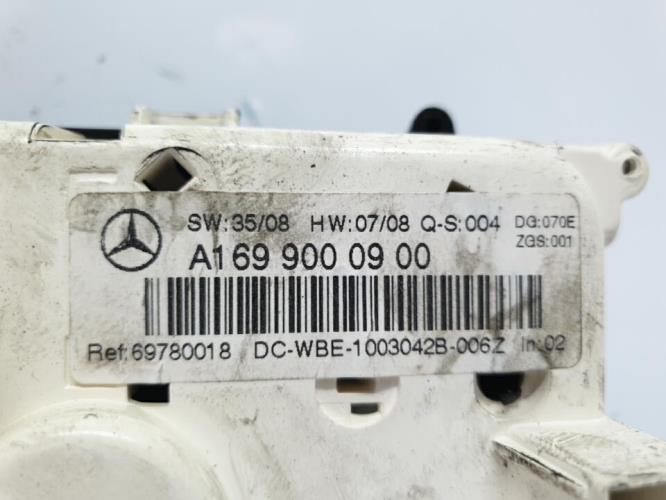 SW:35/08 HW:07/08 Q-S:004 DG:070E
ZGS:001
A169 900 09 00
Ref:69780018 DC-WBE-1003042B-006Z In:02